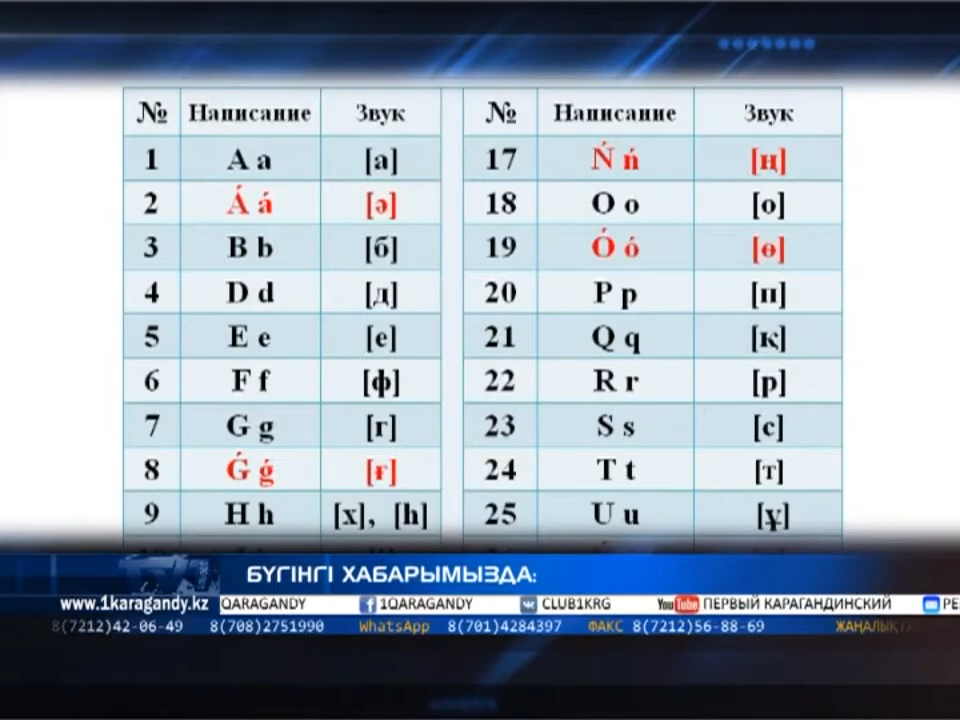 № Написание Звук № Написание Звук
1 A a [а] 17 Ń ń [ң]
2 Á á [ә] 18 O o [о]
3 B b [б] 19 Ó ó [ө]
4 D d [д] 20 P p [п]
5 E e [е] 21 Q q [қ]
6 F f [ф] 22 R r [р]
7 G g [г] 23 S s [с]
8 Ǵ ǵ [ғ] 24 T t [т]
9 H h [х], [h] 25 U u [ұ]
БҮГІНГІ ХАБАРЫМЫЗДА:
www.1karagandy.kz QARAGANDY 1QARAGANDY CLUB1KRG YouTube ПЕРВЫЙ КАРАГАНДИНСКИЙ
8(7212)42-06-49 8(708)2751990 WhatsApp 8(701)4284397 ФАКС 8(7212)56-88-69